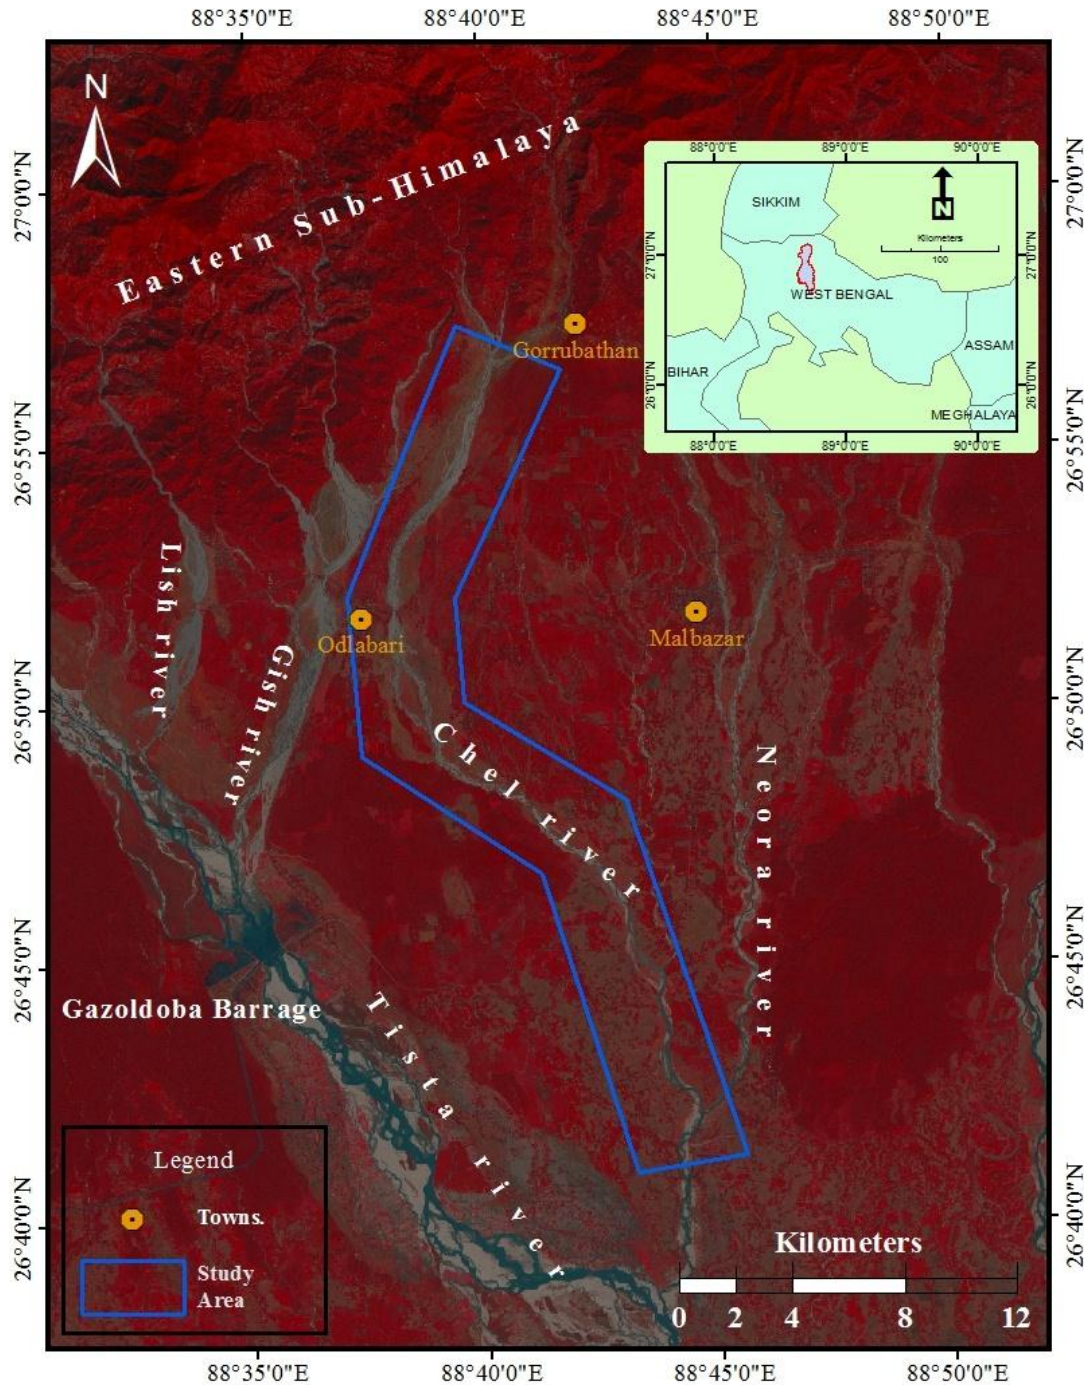 88°35'0"E 88°40'0"E 88°45'0"E 88°50'0"E
N
Eastern Sub-Himalaya
27°0'0"N
27°0'0"N
88°0'0"E 89°0'0"E 90°0'0"E
SIKKIM
N
Kilometers
100
27°0'0"N
27°0'0"N
WEST BENGAL
ASSAM
BIHAR
26°0'0"N
26°0'0"N
MEGHALAYA
88°0'0"E 89°0'0"E 90°0'0"E
Gorrubathan
26°55'0"N
26°55'0"N
Lish river
Gish river
Odlabari
Malbazar
26°50'0"N
26°50'0"N
Chel river
Neora river
26°45'0"N
26°45'0"N
Gazoldoba Barrage
Tista river
Legend
Towns.
Study
Area
26°40'0"N
26°40'0"N
Kilometers
0 2 4 8 12
88°35'0"E 88°40'0"E 88°45'0"E 88°50'0"E